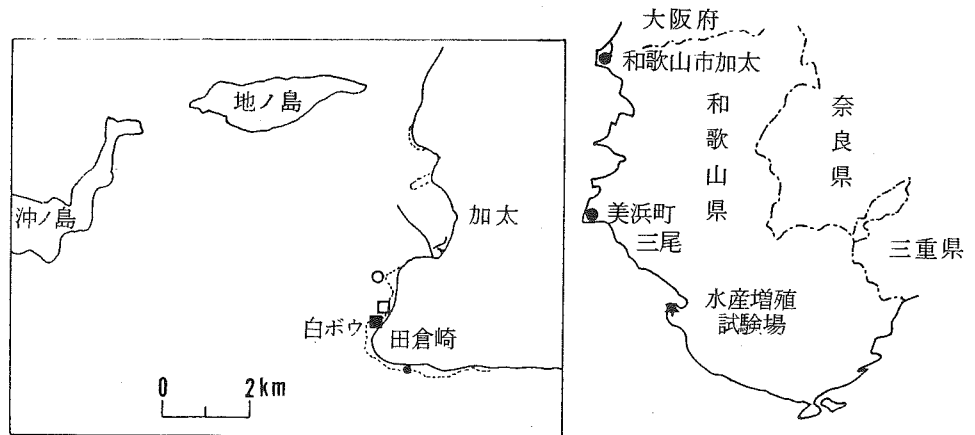 地ノ島
沖ノ島
加太
白ボウ
田倉崎
0 2km
大阪府
和歌山市加太
和歌山県
奈良県
美浜町
三尾
三重県
水産増殖
試験場